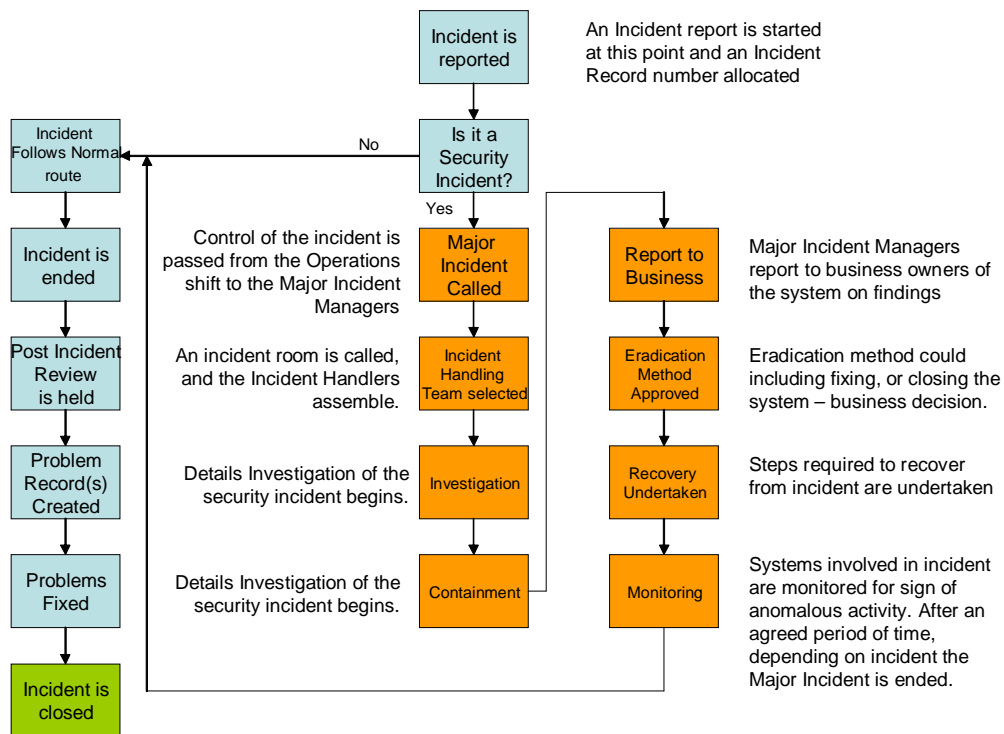 Incident is
reported
An Incident report is started
at this point and an Incident
Record number allocated
Incident
Follows Normal
route
No
Is it a
Security
Incident?
Yes
Incident is
ended
Control of the incident is
passed from the Operations
shift to the Major Incident
Managers
Major
Incident
Called
Report to
Business
Major Incident Managers
report to business owners of
the system on findings
Post Incident
Review
is held
An incident room is called,
and the Incident Handlers
assemble.
Incident
Handling
Team selected
Eradication
Method
Approved
Eradication method could
including fixing, or closing the
system – business decision.
Problem
Record(s)
Created
Details Investigation of the
security incident begins.
Investigation
Recovery
Undertaken
Steps required to recover
from incident are undertaken
Problems
Fixed
Details Investigation of the
security incident begins.
Containment
Monitoring
Systems involved in incident
are monitored for sign of
anomalous activity. After an
agreed period of time,
depending on incident the
Major Incident is ended.
Incident is
closed